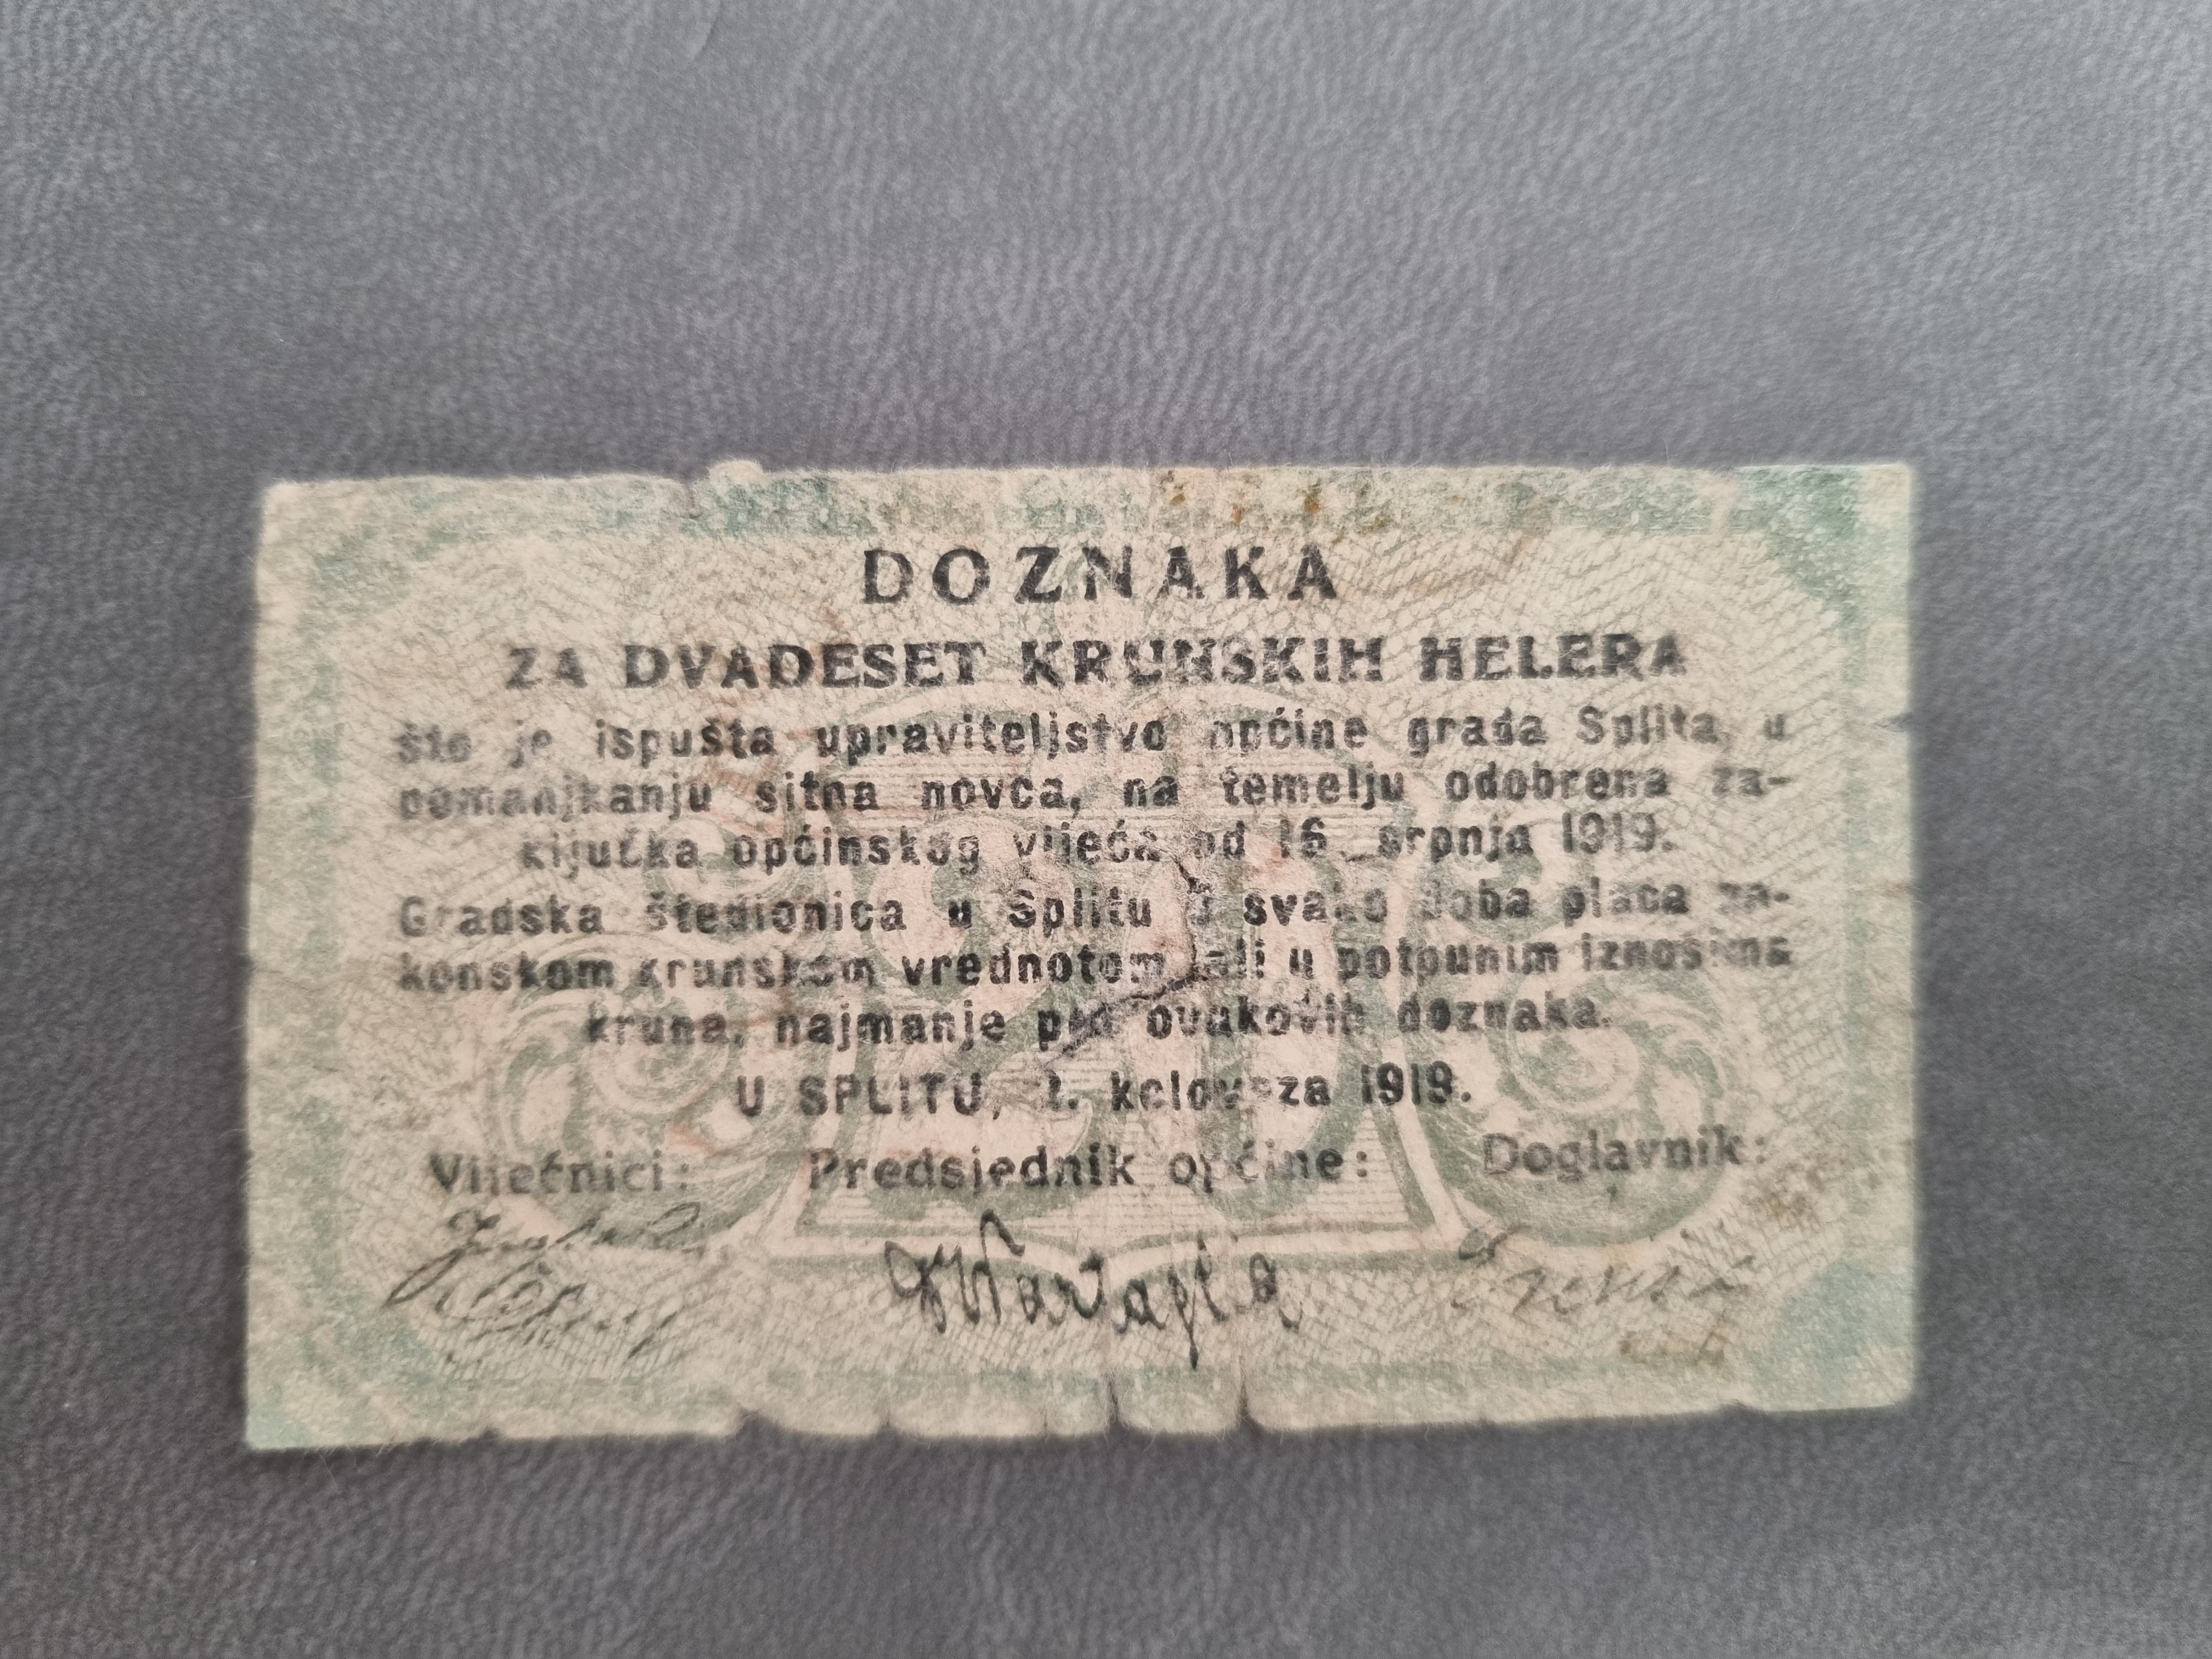 DOZNAKA
ZA DVADESET KRUNSKIH HELERA
što je ispušta upraviteljstvo općine grada Splita, u
pomanjkanju sitna novca, na temelju odobrena za-
ključka općinskog vijeća od 16. srpnja 1919.
Gradska štedionica u Splitu u svako doba plaća za-
konskom krunskom vrednotom ali u potpunim iznosima
kruna, najmanje pet ovakovih doznaka.
U SPLITU, 1. kolovoza 1919.
Vijećnici: Predsjednik općine: Doglavnik:
20